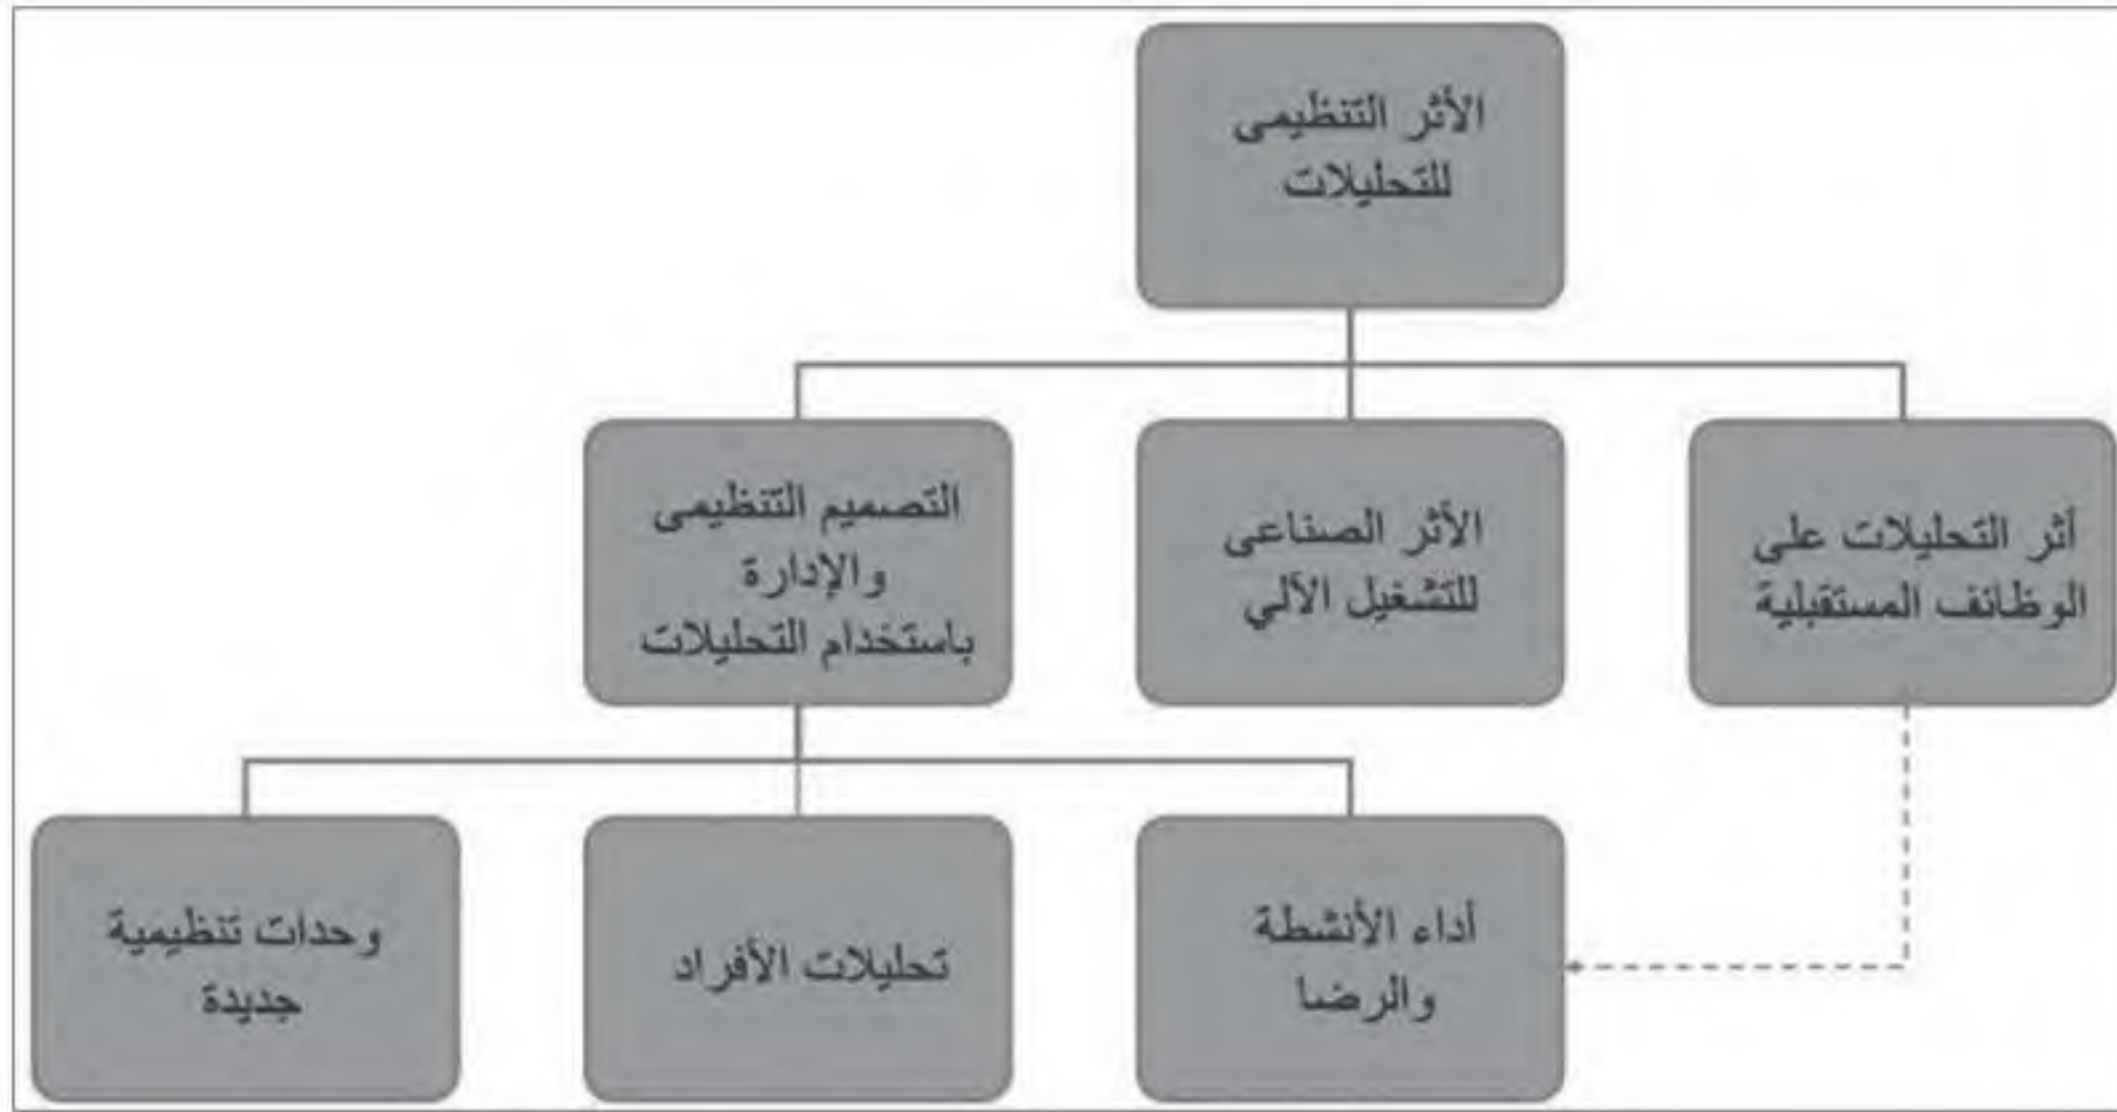 الأثر التنظيمى
للتحليلات
أثر التحليلات على
الوظائف المستقبلية
الأثر الصناعى
للتشغيل الآلي
التصميم التنظيمى
والإدارة
باستخدام التحليلات
أداء الأنشطة
والرضا
تحليلات الأفراد
وحدات تنظيمية
جديدة